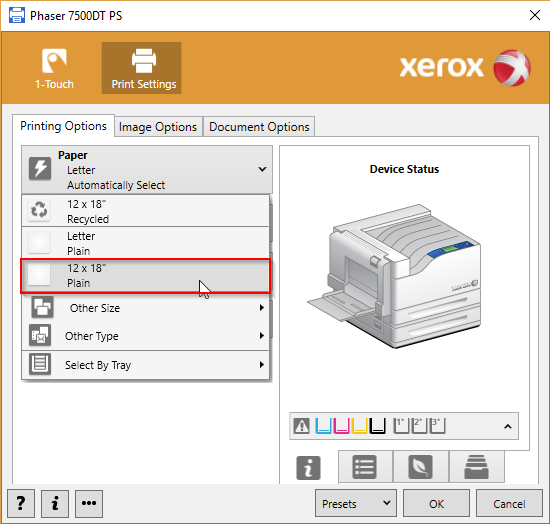 Phaser 7500DT PS
1-Touch
Print Settings
xerox
Printing Options
Image Options
Document Options
Paper
Letter
Automatically Select
12 x 18"
Recycled
Letter
Plain
12 x 18"
Plain
Other Size
Other Type
Select By Tray
Device Status
xerox
1*
2*
3*
?
i
Presets
OK
Cancel